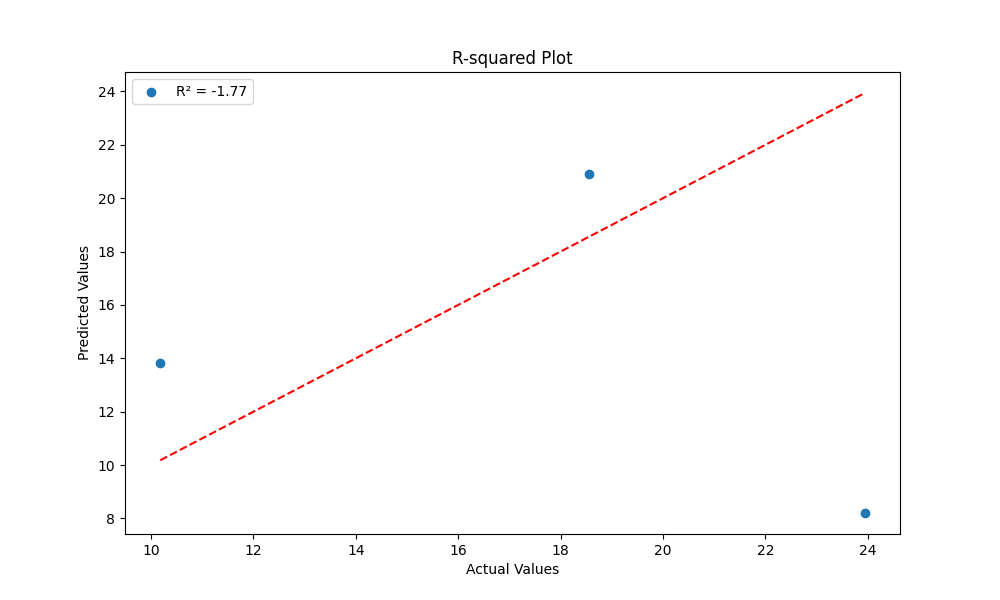 R-squared Plot
R² = -1.77
24
22
20
18
16
14
12
10
8
Predicted Values
10 12 14 16 18 20 22 24
Actual Values